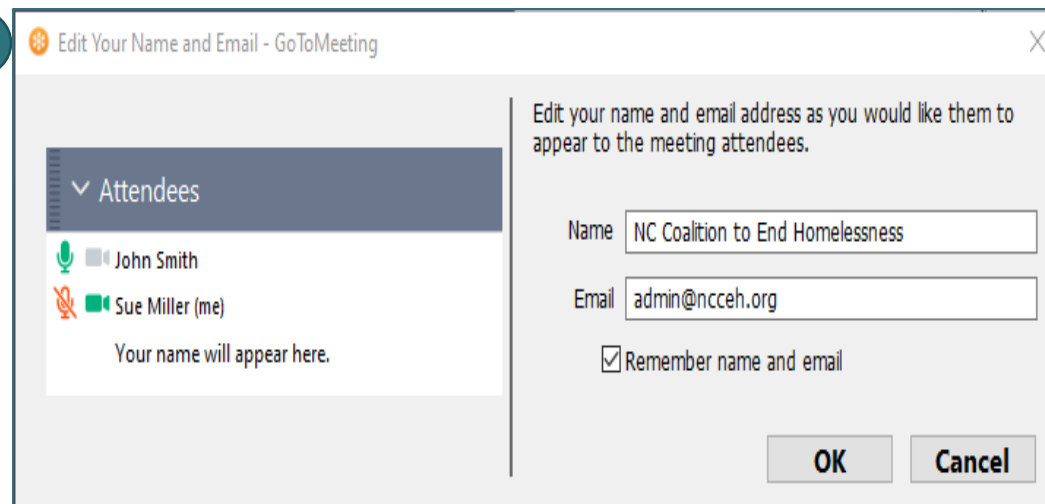 Edit Your Name and Email - GoToMeeting
Attendees
John Smith
Sue Miller (me)
Your name will appear here.
Edit your name and email address as you would like them to
appear to the meeting attendees.
Name NC Coalition to End Homelessness
Email admin@ncceh.org
Remember name and email
OK Cancel